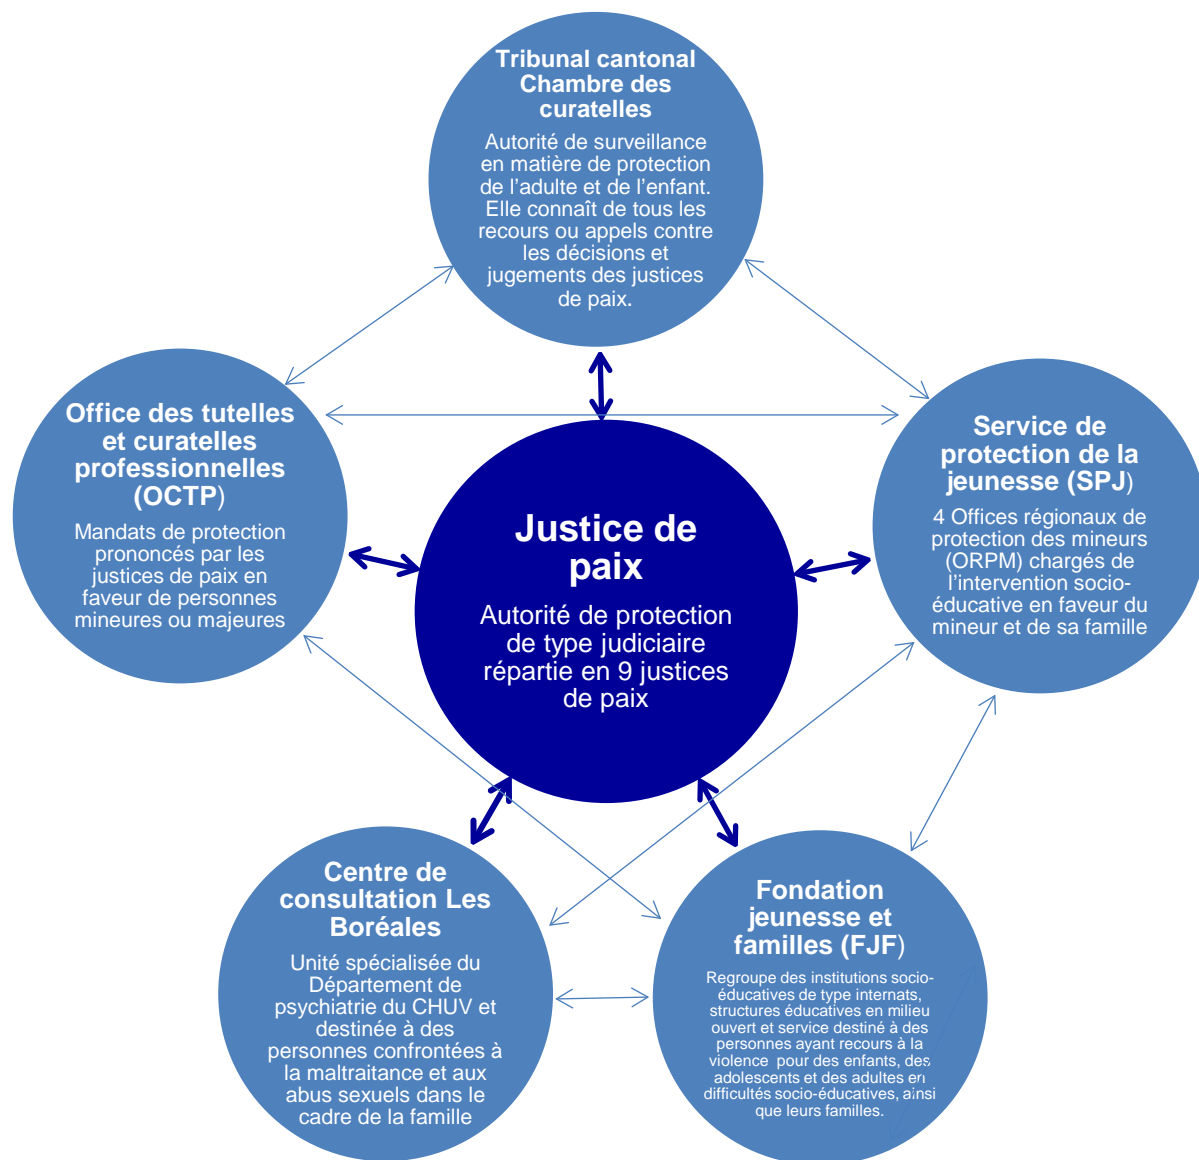 Tribunal cantonal
Chambre des
curatelles
Autorité de surveillance
en matière de protection
de l'adulte et de l'enfant.
Elle connaît de tous les
recours ou appels contre
les décisions et
jugements des justices
de paix.
Office des tutelles
et curatelles
professionnelles
(OCTP)
Mandats de protection
prononcés par les
justices de paix en
faveur de personnes
mineures ou majeures
Service de
protection de la
jeunesse (SPJ)
4 Offices régionaux de
protection des mineurs
(ORPM) chargés de
l'intervention socio-
éducative en faveur du
mineur et de sa famille
Justice de
paix
Autorité de protection
de type judiciaire
répartie en 9 justices
de paix
Centre de
consultation Les
Boréales
Unité spécialisée du
Département de
psychiatrie du CHUV et
destinée à des
personnes confrontées à
la maltraitance et aux
abus sexuels dans le
cadre de la famille
Fondation
jeunesse et
familles (FJF)
Regroupe des institutions socio-
éducatives de type internats,
structures éducatives en milieu
ouvert et service destiné à des
personnes ayant recours à la
violence pour des enfants, des
adolescents et des adultes en
difficultés socio-éducatives, ainsi
que leurs familles.